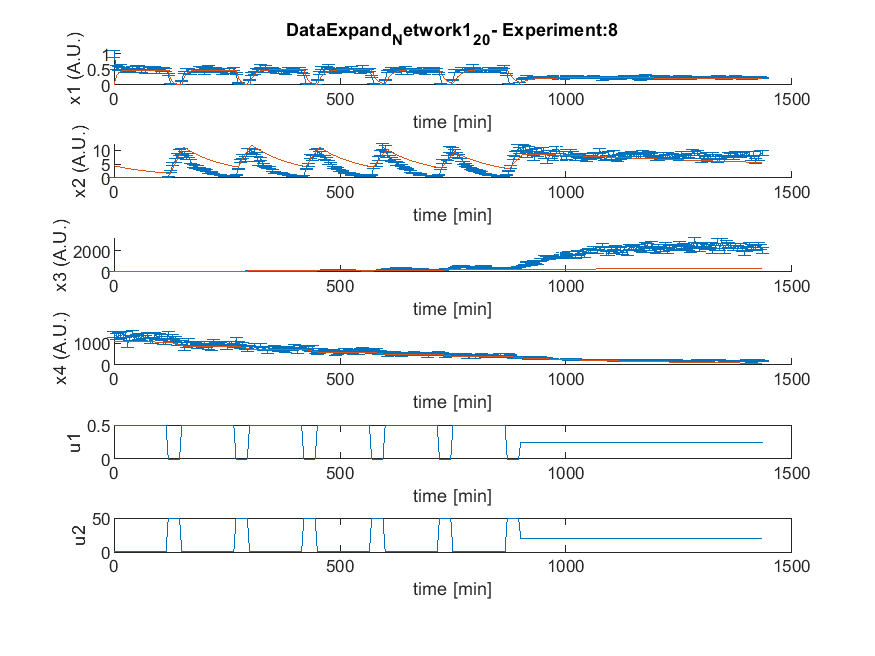 DataExpand_Network1_20- Experiment:8
1
0.5
0
x1 (A.U.)
0 500 1000 1500
time [min]
10
5
0
x2 (A.U.)
0 500 1000 1500
time [min]
2000
0
x3 (A.U.)
0 500 1000 1500
time [min]
1000
0
x4 (A.U.)
0 500 1000 1500
time [min]
0.5
0
u1
0 500 1000 1500
time [min]
50
0
u2
0 500 1000 1500
time [min]